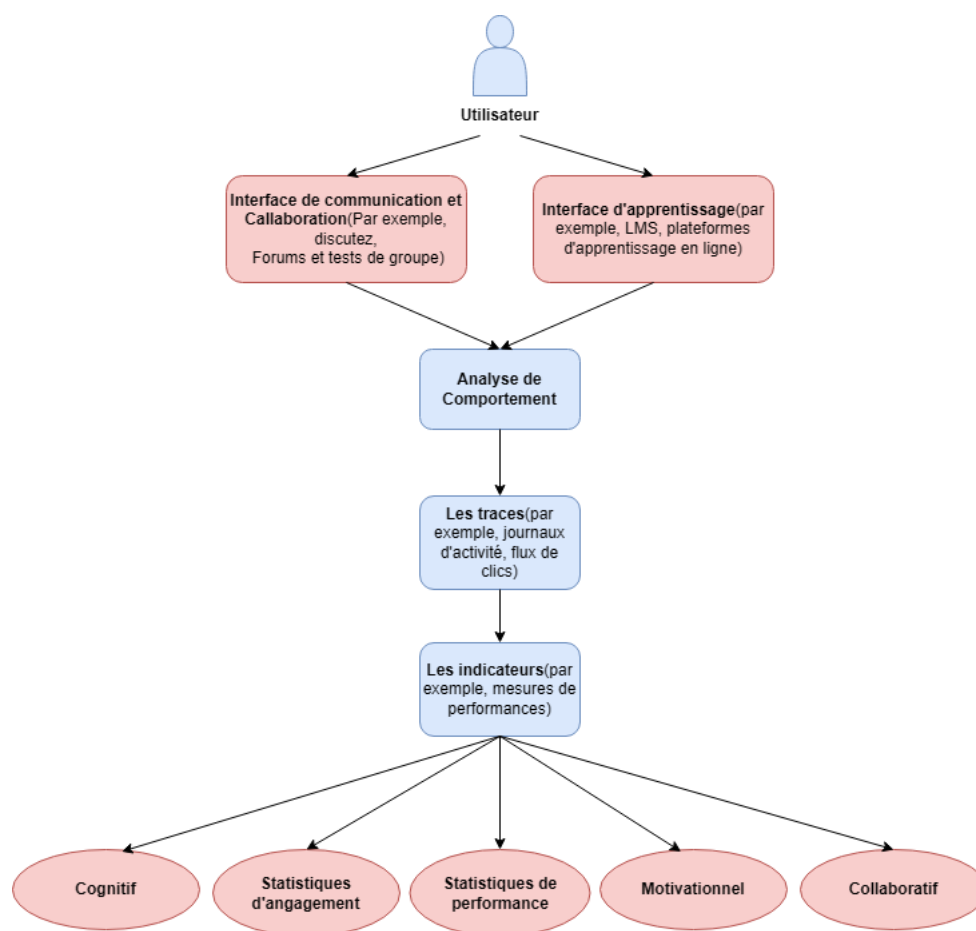 Utilisateur
Interface de communication et
Callaboration(Par exemple,
discutez,
Forums et tests de groupe)
Interface d'apprentissage(par
exemple, LMS, plateformes
d'apprentissage en ligne)
Analyse de
Comportement
Les traces(par
exemple, journaux
d'activité, flux de
clics)
Les indicateurs(par
exemple, mesures de
performances)
Cognitif
Statistiques
d'angagement
Statistiques de
performance
Motivationnel
Collaboratif